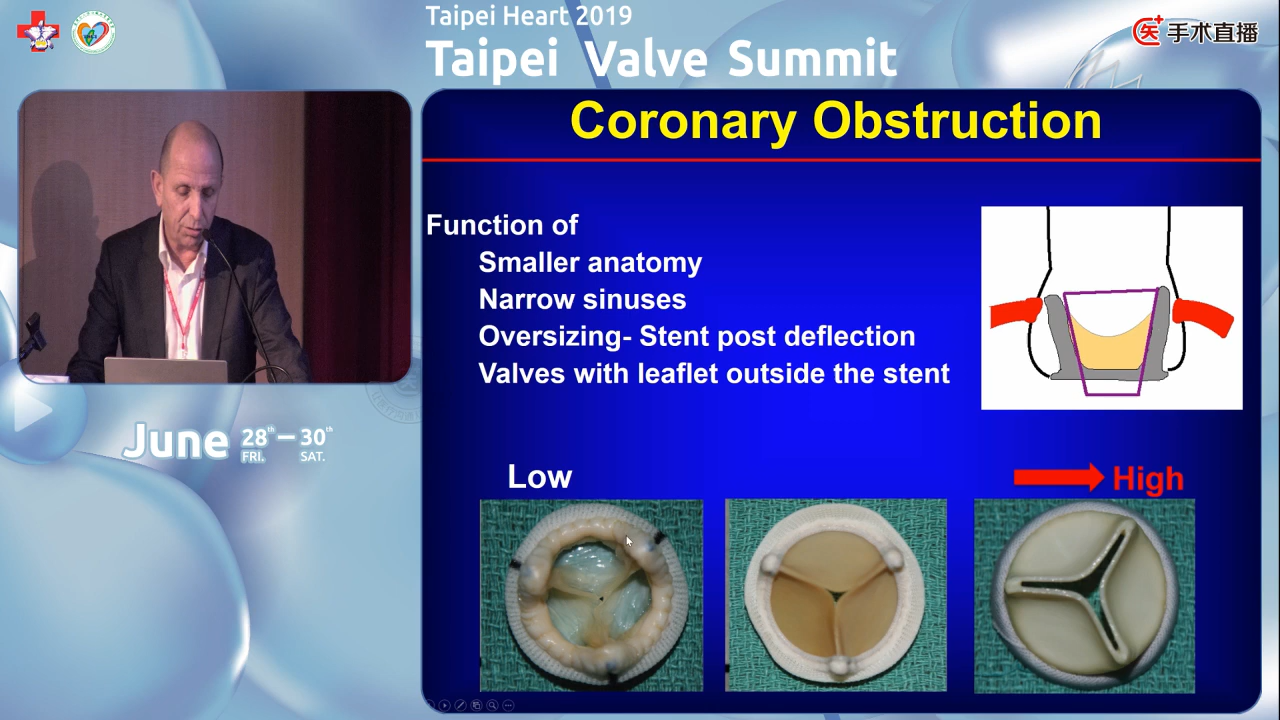 Taipei Heart 2019
Taipei Valve Summit
手术直播
Coronary Obstruction
Function of
Smaller anatomy
Narrow sinuses
Oversizing- Stent post deflection
Valves with leaflet outside the stent
Low
High
June 28th – 30th
FRI. SAT.